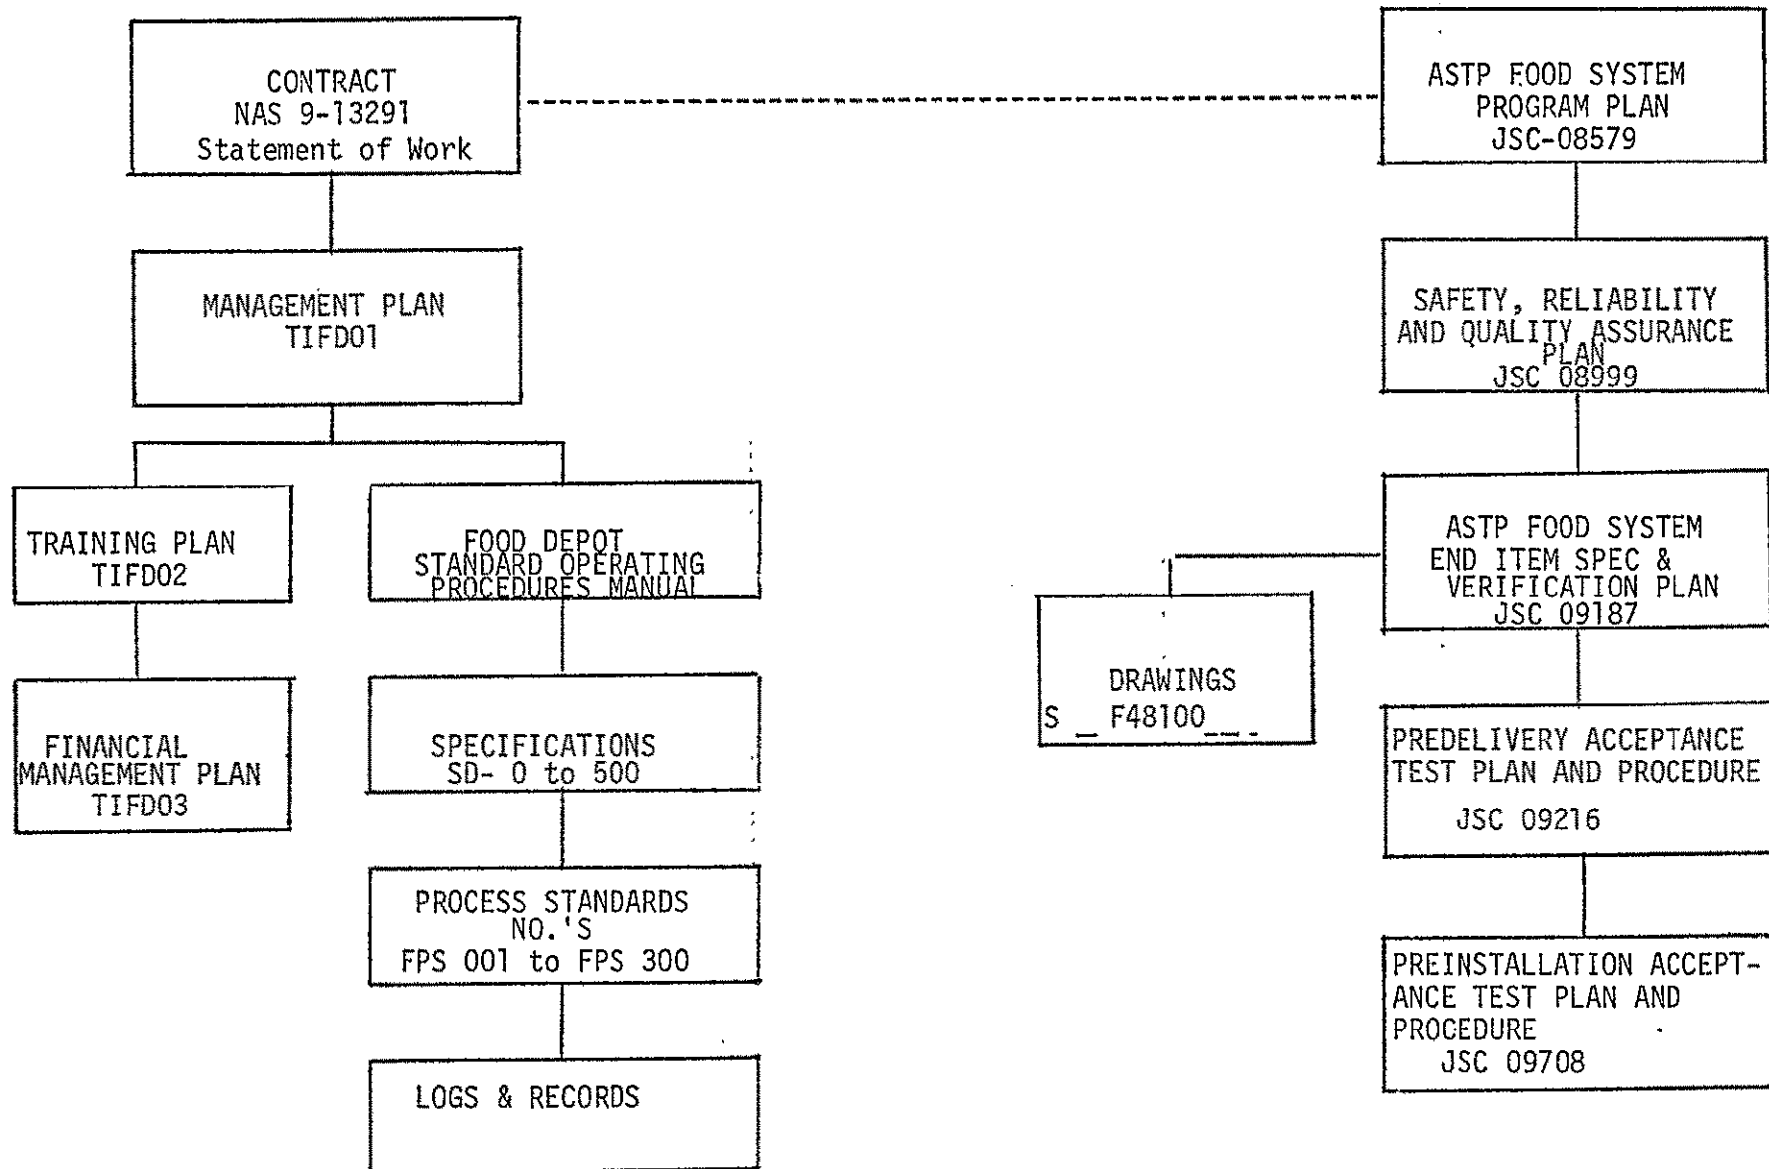 CONTRACT
NAS 9-13291
Statement of Work
ASTP FOOD SYSTEM
PROGRAM PLAN
JSC-08579
MANAGEMENT PLAN
TIFD01
SAFETY, RELIABILITY
AND QUALITY ASSURANCE
PLAN
JSC 08999
TRAINING PLAN
TIFD02
FOOD DEPOT
STANDARD OPERATING
PROCEDURES MANUAL
ASTP FOOD SYSTEM
END ITEM SPEC &
VERIFICATION PLAN
JSC 09187
DRAWINGS
S _ F48100 _ _ _
FINANCIAL
MANAGEMENT PLAN
TIFD03
SPECIFICATIONS
SD- 0 to 500
PREDELIVERY ACCEPTANCE
TEST PLAN AND PROCEDURE
JSC 09216
PROCESS STANDARDS
NO.'S
FPS 001 to FPS 300
PREINSTALLATION ACCEPT-
ANCE TEST PLAN AND
PROCEDURE
JSC 09708
LOGS & RECORDS